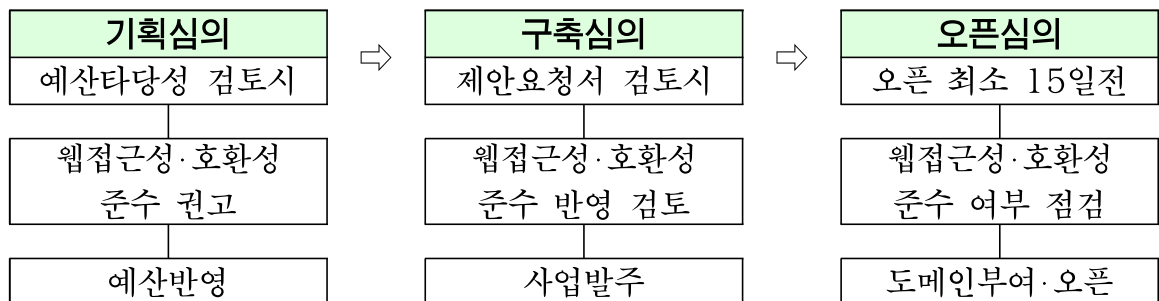 기획심의
예산타당성 검토시
웹접근성·호환성
준수 권고
예산반영
⇨
구축심의
제안요청서 검토시
웹접근성·호환성
준수 반영 검토
사업발주
⇨
오픈심의
오픈 최소 15일전
웹접근성·호환성
준수 여부 점검
도메인부여·오픈